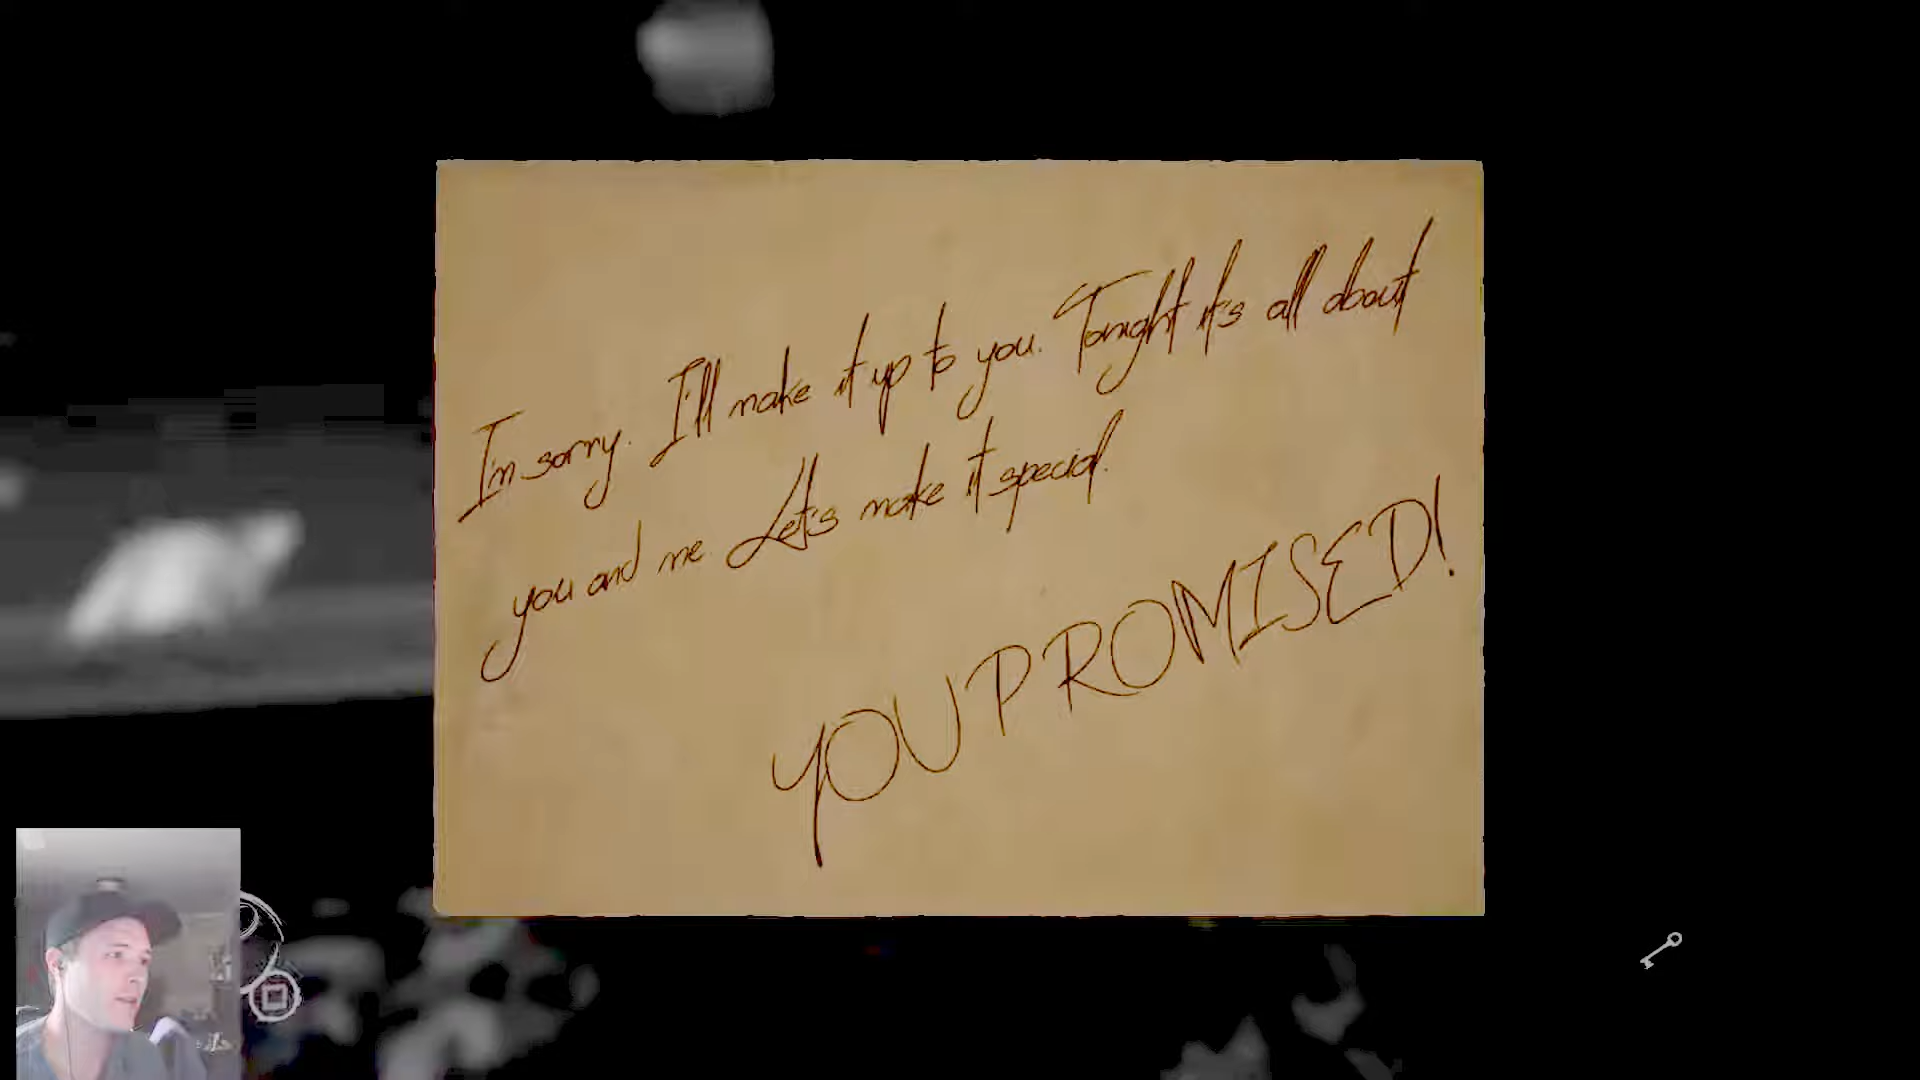 I'm sorry. I'll make it up to you. Tonight it's all about
you and me. Let's make it special.
YOU PROMISED!